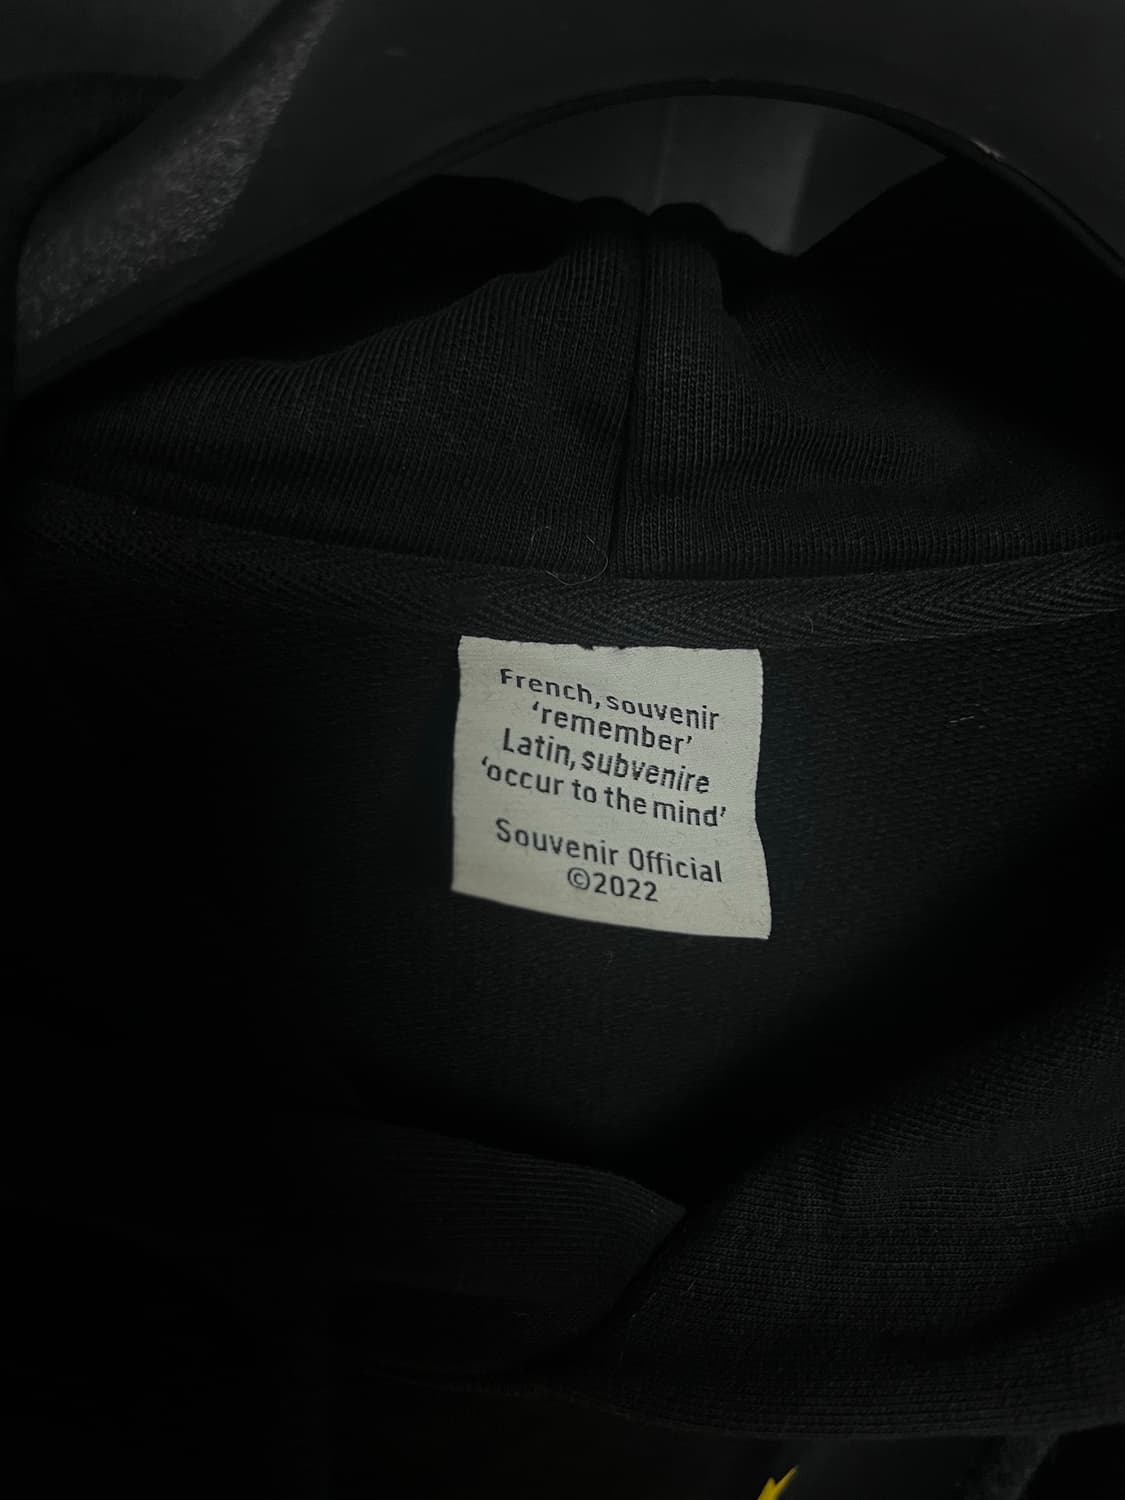 French, souvenir
‘remember’
Latin, subvenire
‘occur to the mind’
Souvenir Official
©2022